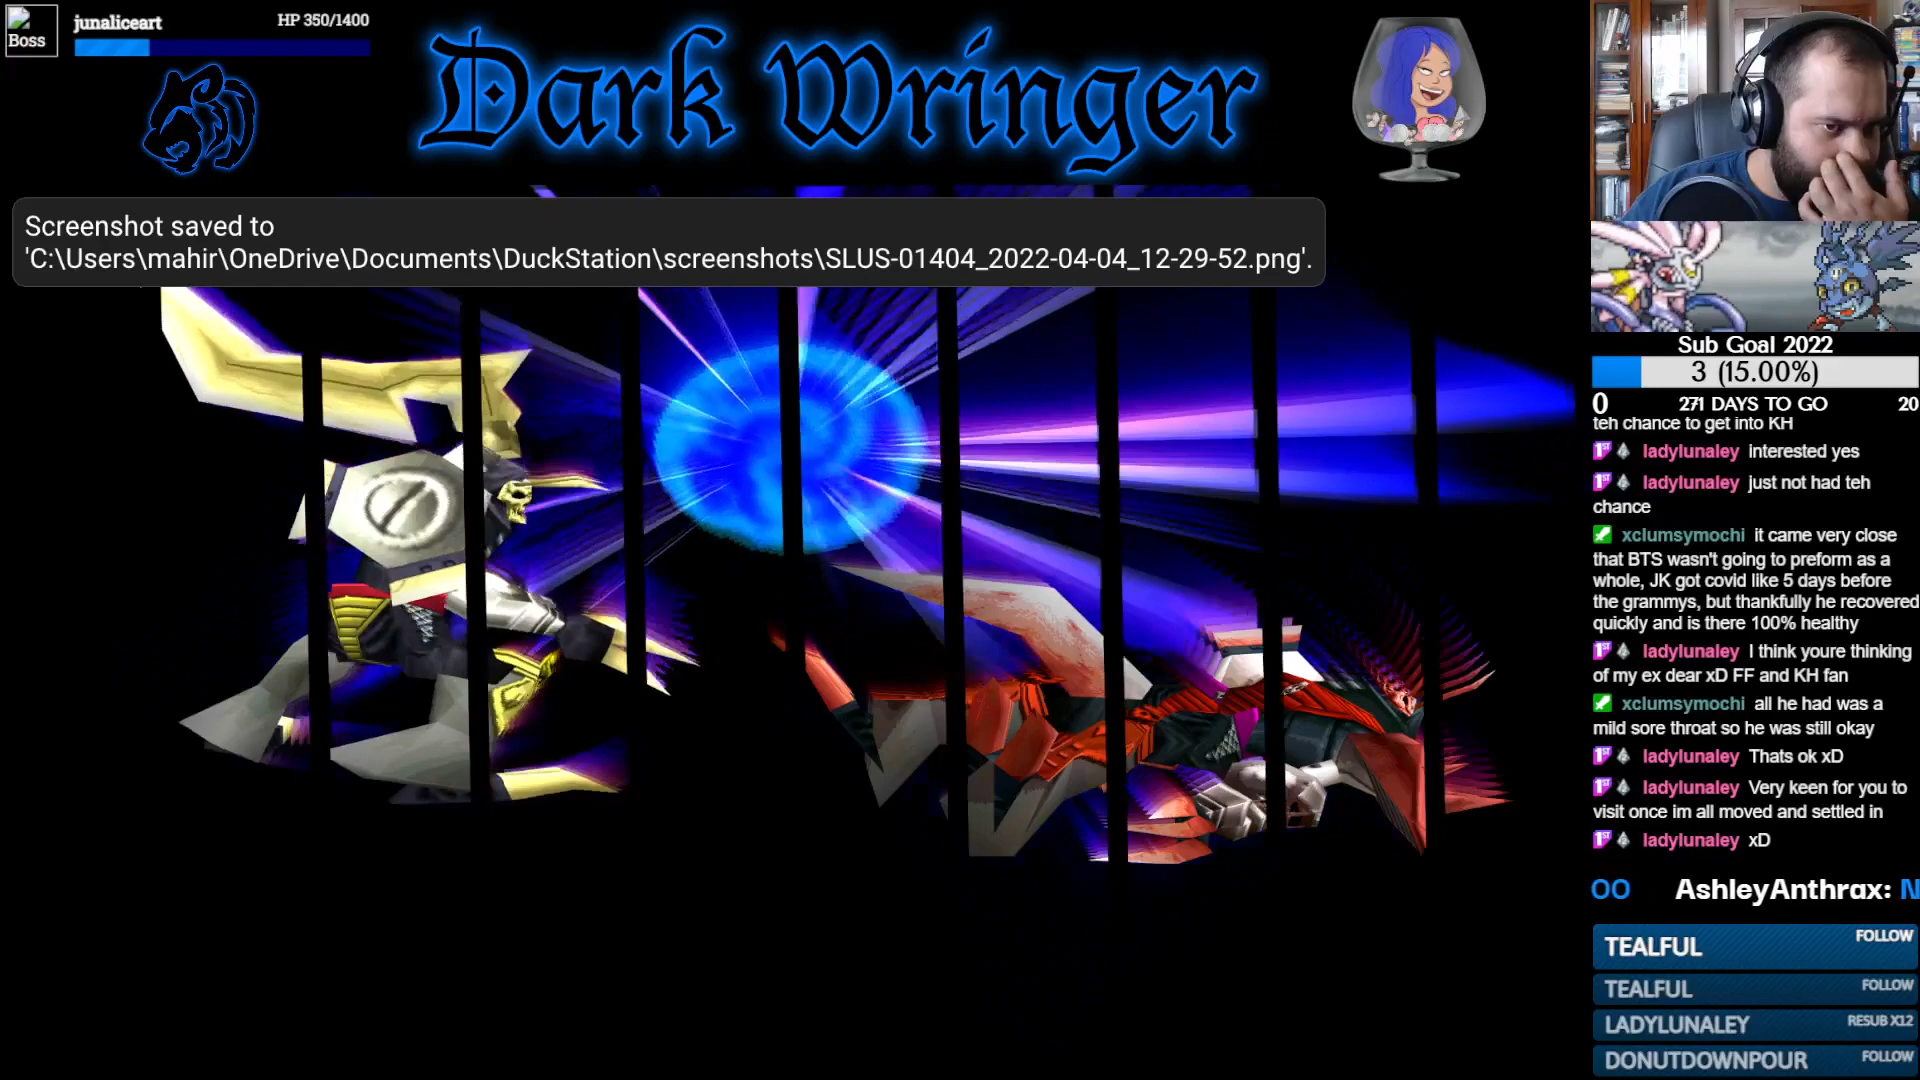 Boss
junaliceart
HP 350/1400
Dark Wringer
Screenshot saved to
'C:\Users\mahir\OneDrive\Documents\DuckStation\screenshots\SLUS-01404_2022-04-04_12-29-52.png'.
Sub Goal 2022
3 (15.00%)
0 271 DAYS TO GO 20
teh chance to get into KH
1ST ladylunaley interested yes
1ST ladylunaley just not had teh
chance
xclumsymochi it came very close
that BTS wasn't going to preform as a
whole, JK got covid like 5 days before
the grammys, but thankfully he recovered
quickly and is there 100% healthy
1ST ladylunaley I think youre thinking
of my ex dear xD FF and KH fan
xclumsymochi all he had was a
mild sore throat so he was still okay
1ST ladylunaley Thats ok xD
1ST ladylunaley Very keen for you to
visit once im all moved and settled in
1ST ladylunaley xD
00 AshleyAnthrax: N
TEALFUL FOLLOW
TEALFUL FOLLOW
LADYLUNALEY RESUB X12
DONUTDOWNPOUR FOLLOW